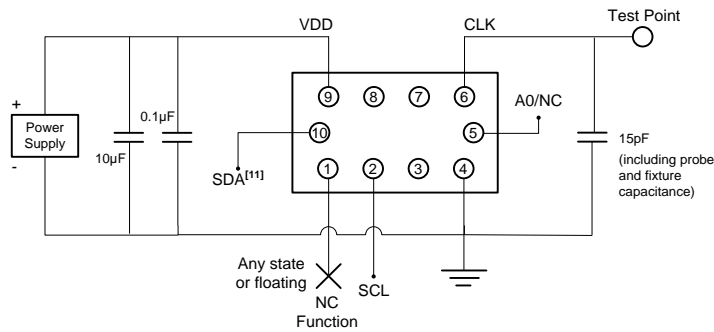 VDD
CLK
Test Point
+
Power
Supply
-
10µF
0.1µF
9
8
7
6
10
5
1
2
3
4
A0/NC
SDA[11]
15pF
(including probe
and fixture
capacitance)
Any state
or floating
NC
Function
SCL